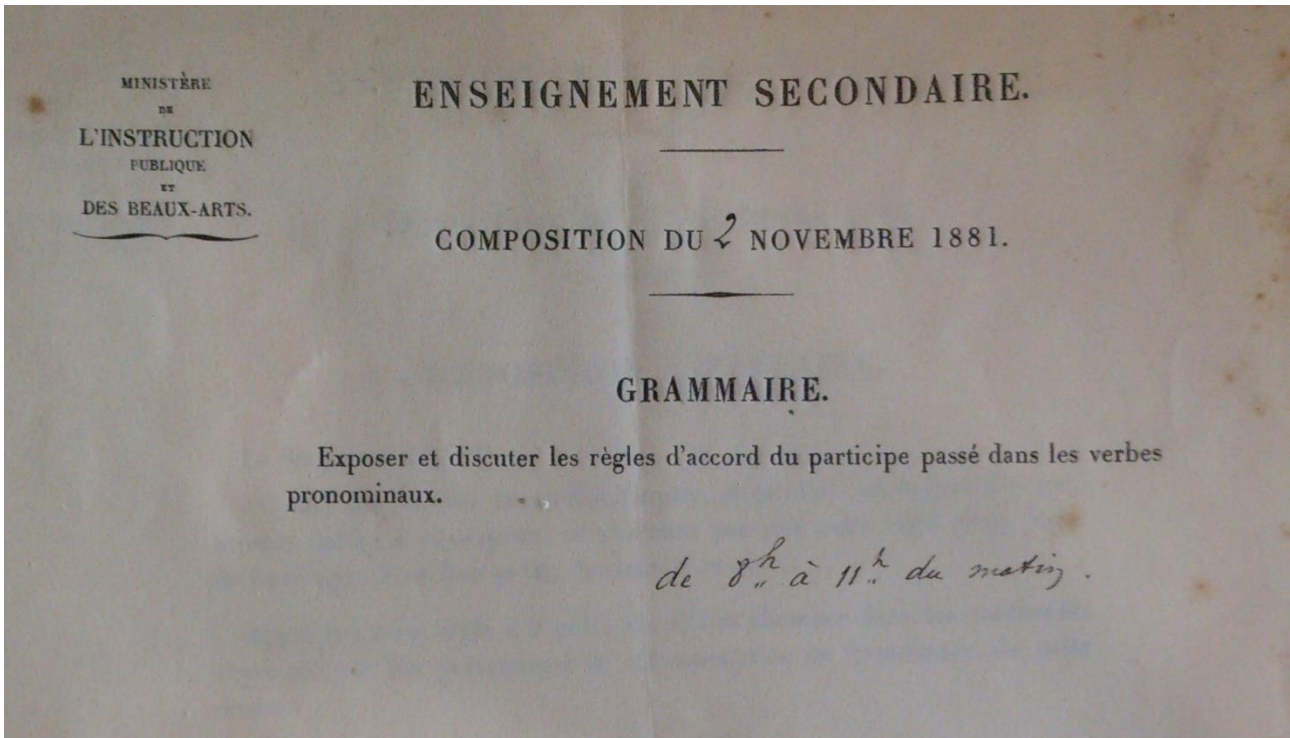 MINISTÈRE
DE
L'INSTRUCTION
PUBLIQUE
ET
DES BEAUX-ARTS.
ENSEIGNEMENT SECONDAIRE.
COMPOSITION DU 2 NOVEMBRE 1881.
GRAMMAIRE.
Exposer et discuter les règles d'accord du participe passé dans les verbes
pronominaux.
de 8h à 11h du matin.